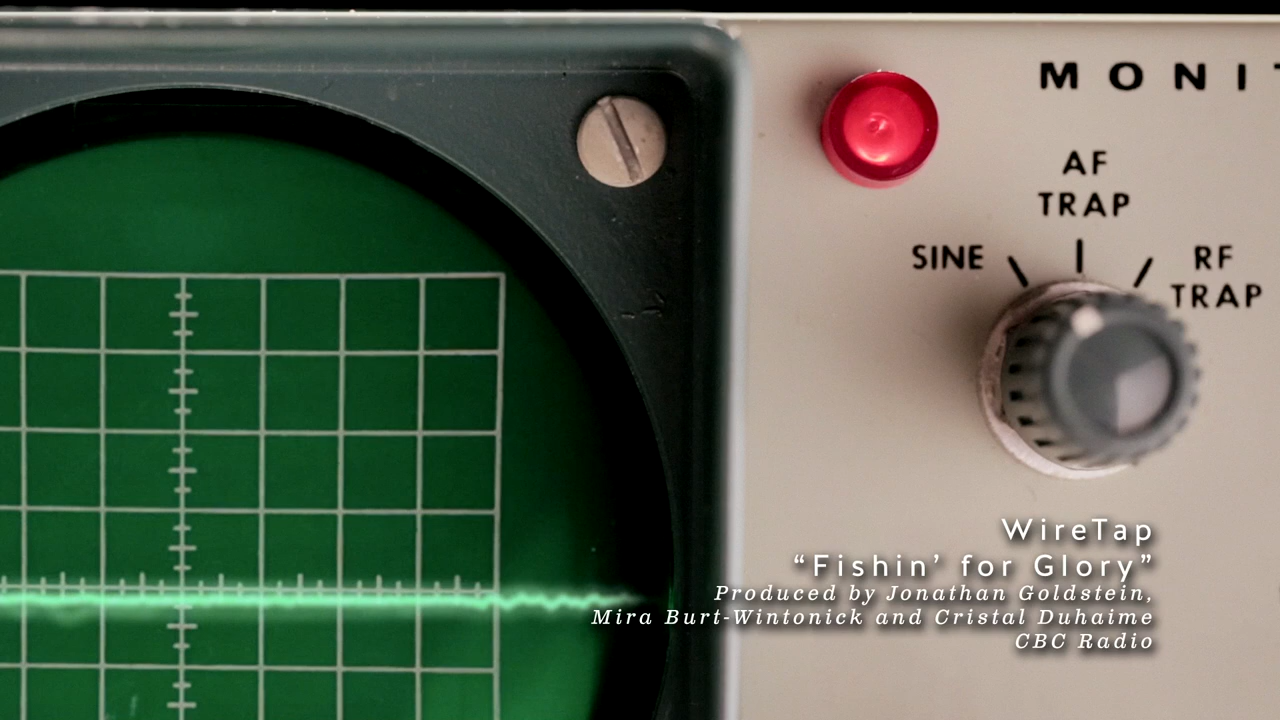 MONIT
AF
TRAP
SINE
RF
TRAP
WireTap
“Fishin’ for Glory”
Produced by Jonathan Goldstein,
Mira Burt-Wintonick and Cristal Duhaime
CBC Radio